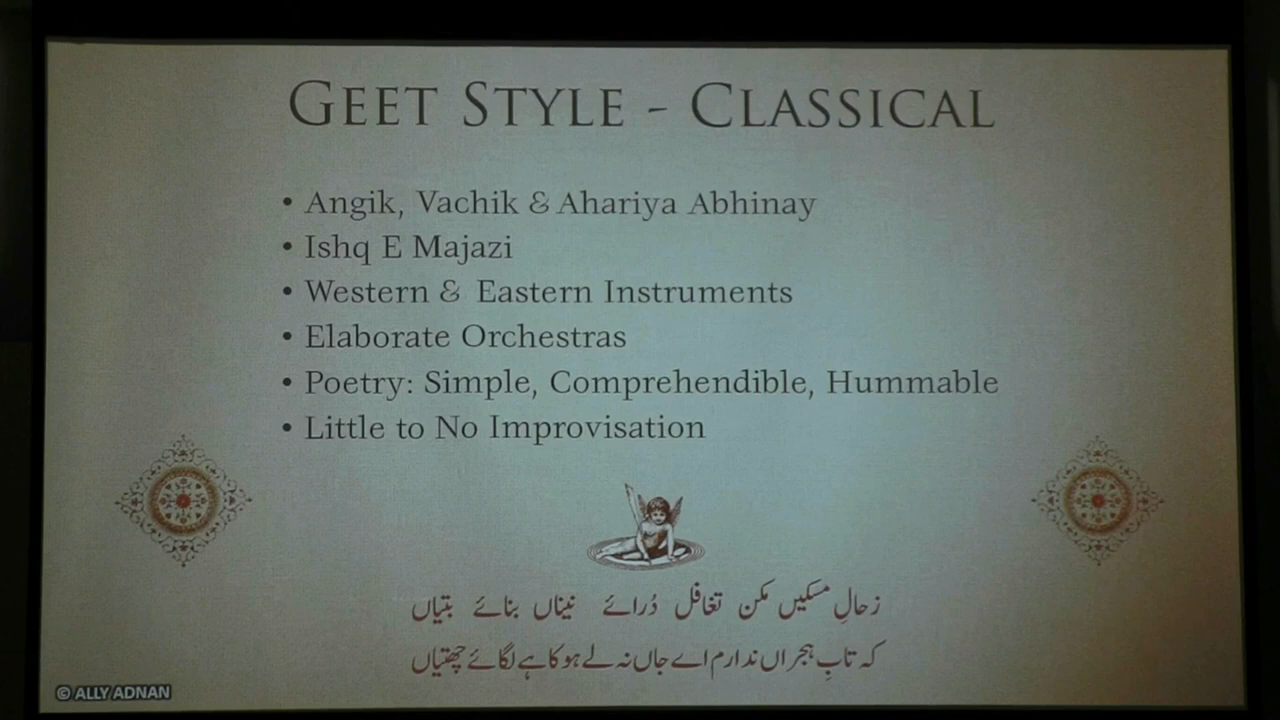 GEET STYLE - CLASSICAL
• Angik, Vachik & Ahariya Abhinay
• Ishq E Majazi
• Western & Eastern Instruments
• Elaborate Orchestras
• Poetry: Simple, Comprehendible, Hummable
• Little to No Improvisation
زحالِ مسکیں مکن تغافل دُرائے نیناں بنائے بتیاں
کہ تابِ ہجراں ندارم اے جاں نہ لے ہو کاہے لگائے چھتیاں
© ALLY ADNAN